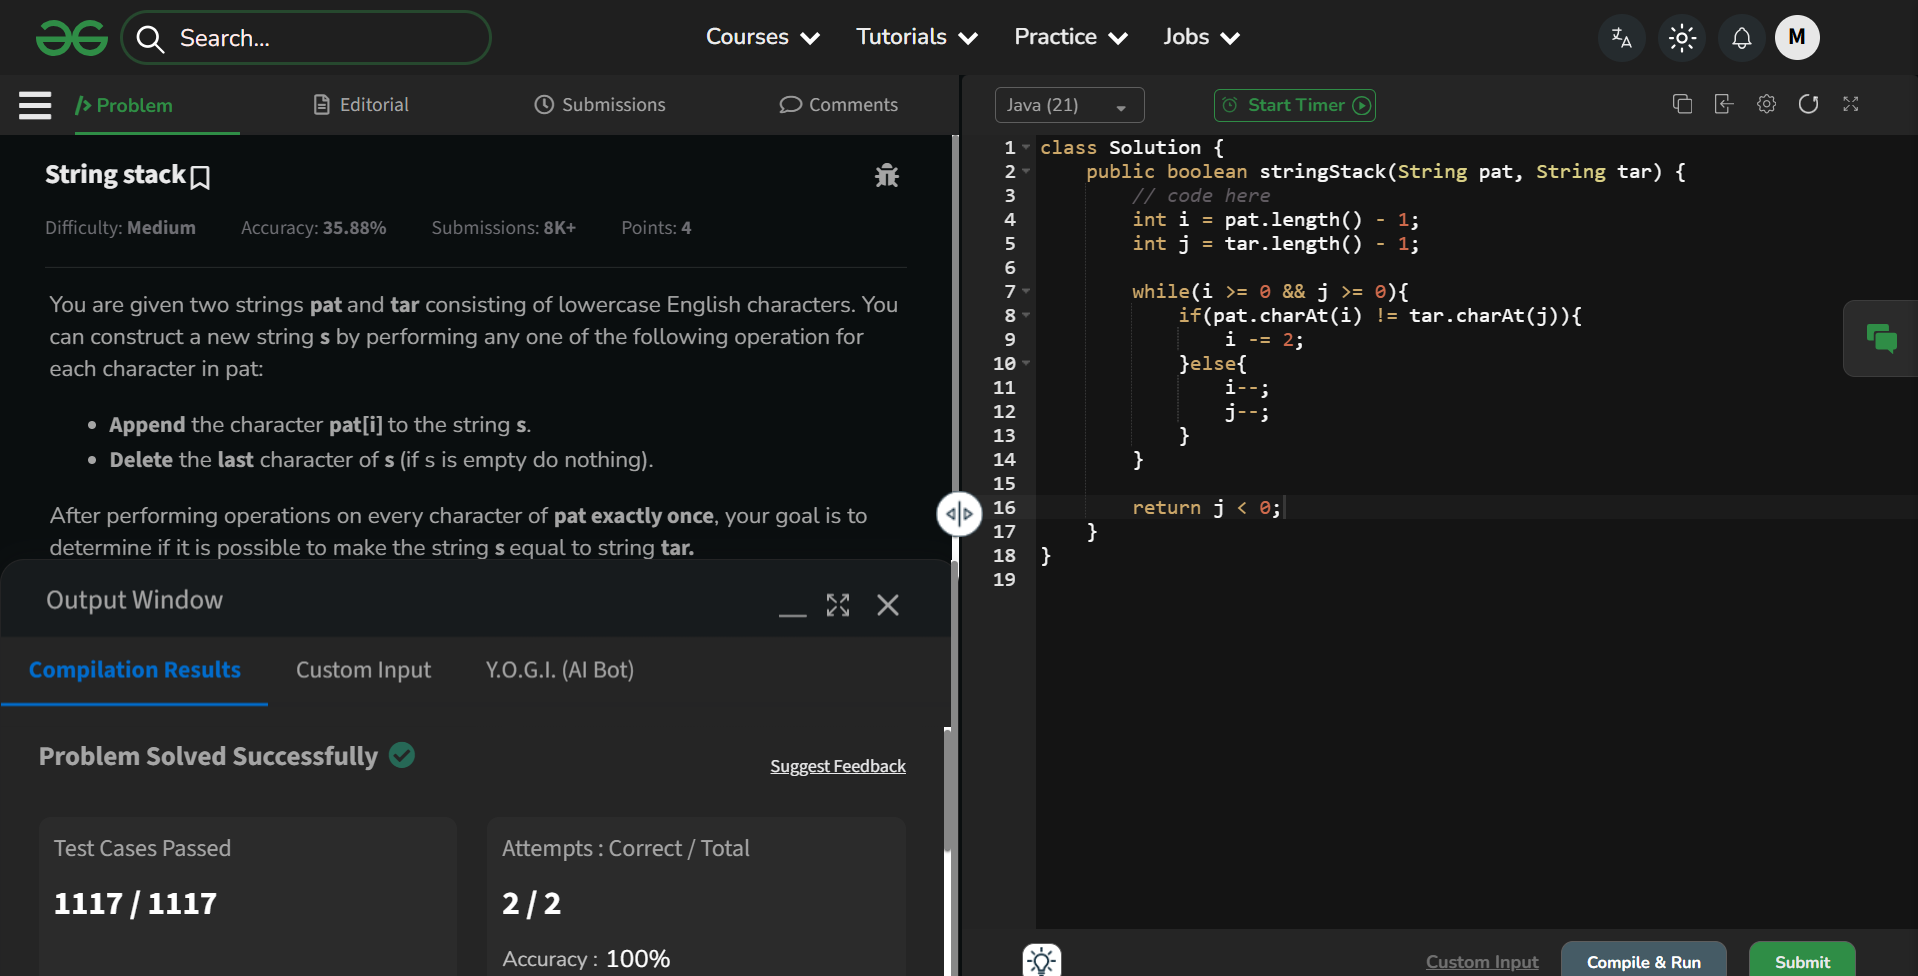 Search...
Courses
Tutorials
Practice
Jobs
M
Problem
Editorial
Submissions
Comments
String stack
Difficulty: Medium
Accuracy: 35.88%
Submissions: 8K+
Points: 4
You are given two strings pat and tar consisting of lowercase English characters. You
can construct a new string s by performing any one of the following operation for
each character in pat:
Append the character pat[i] to the string s.
Delete the last character of s (if s is empty do nothing).
After performing operations on every character of pat exactly once, your goal is to
determine if it is possible to make the string s equal to string tar.
Output Window
Compilation Results
Custom Input
Y.O.G.I. (AI Bot)
Problem Solved Successfully
Suggest Feedback
Test Cases Passed
1117 / 1117
Attempts : Correct / Total
2 / 2
Accuracy : 100%
Java (21)
Start Timer
1 class Solution {
2     public boolean stringStack(String pat, String tar) {
3         // code here
4         int i = pat.length() - 1;
5         int j = tar.length() - 1;
6
7         while(i >= 0 && j >= 0){
8             if(pat.charAt(i) != tar.charAt(j)){
9                 i -= 2;
10             }else{
11                 i--;
12                 j--;
13             }
14         }
15
16         return j < 0;
17     }
18 }
19
Custom Input
Compile & Run
Submit